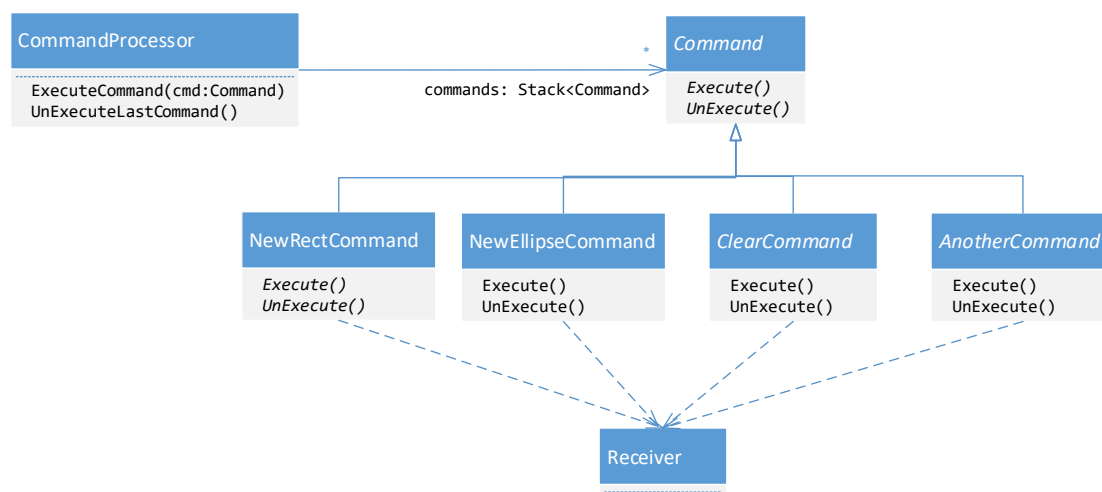 CommandProcessor
ExecuteCommand(cmd:Command)
UnExecuteLastCommand()
*
commands: Stack<Command>
Command
Execute()
UnExecute()
NewRectCommand
Execute()
UnExecute()
NewEllipseCommand
Execute()
UnExecute()
ClearCommand
Execute()
UnExecute()
AnotherCommand
Execute()
UnExecute()
Receiver